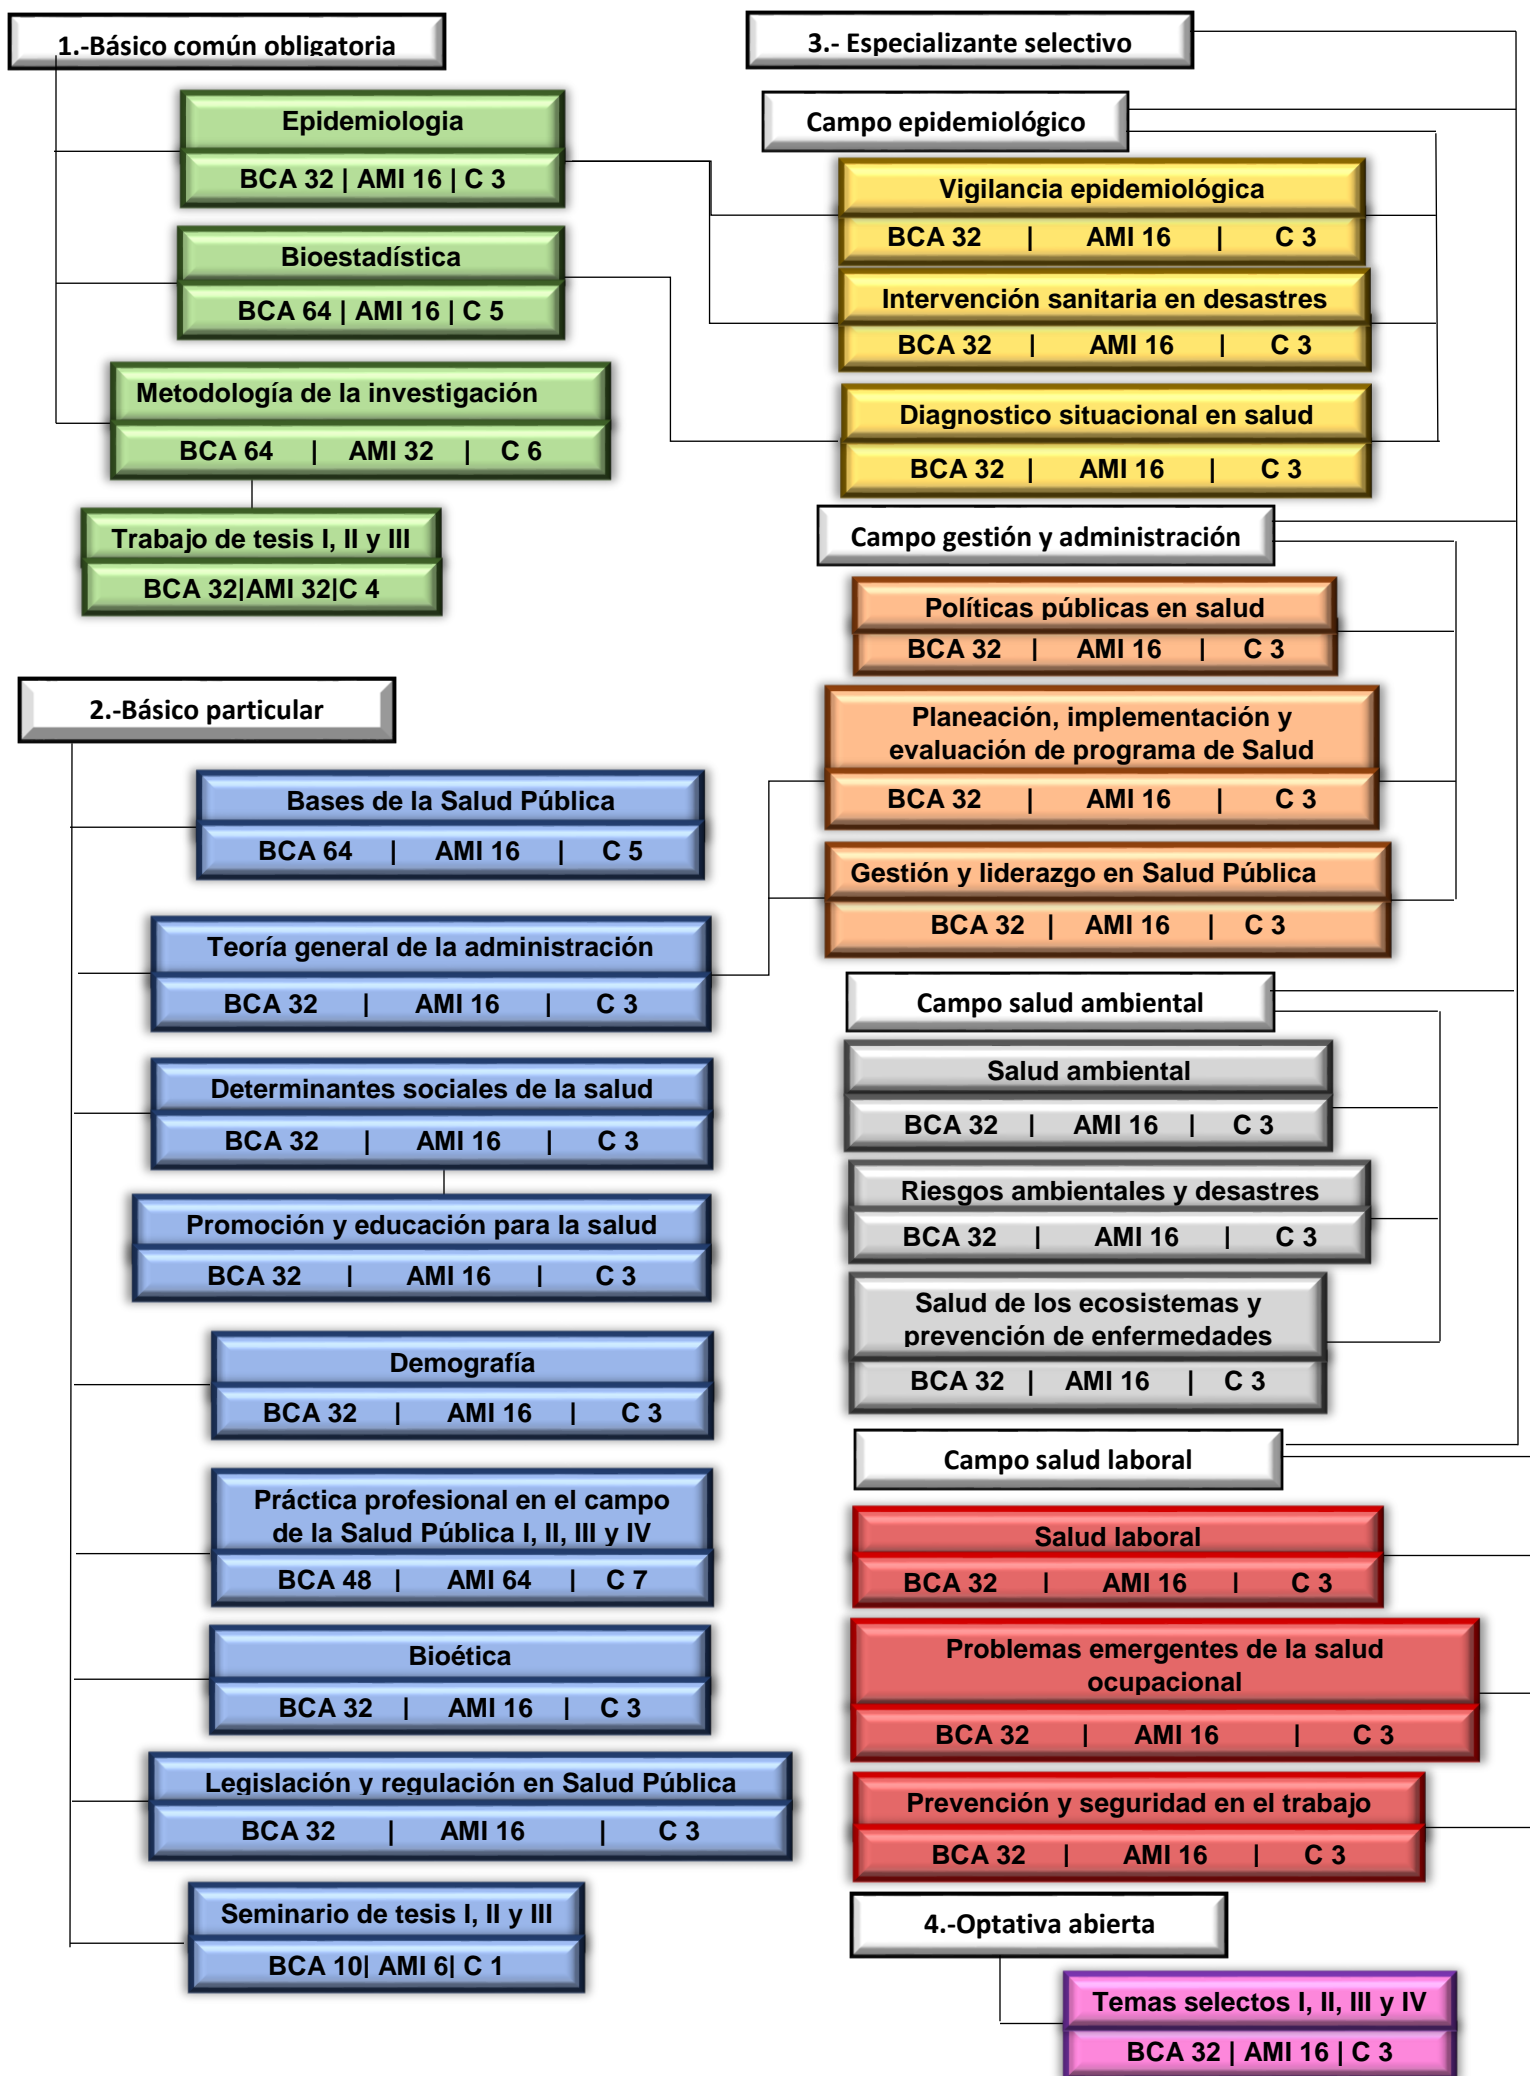 1.-Básico común obligatoria
Epidemiologia
BCA 32 | AMI 16 | C 3
Bioestadística
BCA 64 | AMI 16 | C 5
Metodología de la investigación
BCA 64 | AMI 32 | C 6
Trabajo de tesis I, II y III
BCA 32|AMI 32|C 4
2.-Básico particular
Bases de la Salud Pública
BCA 64 | AMI 16 | C 5
Teoría general de la administración
BCA 32 | AMI 16 | C 3
Determinantes sociales de la salud
BCA 32 | AMI 16 | C 3
Promoción y educación para la salud
BCA 32 | AMI 16 | C 3
Demografía
BCA 32 | AMI 16 | C 3
Práctica profesional en el campo
de la Salud Pública I, II, III y IV
BCA 48 | AMI 64 | C 7
Bioética
BCA 32 | AMI 16 | C 3
Legislación y regulación en Salud Pública
BCA 32 | AMI 16 | C 3
Seminario de tesis I, II y III
BCA 10| AMI 6| C 1
3.- Especializante selectivo
Campo epidemiológico
Vigilancia epidemiológica
BCA 32 | AMI 16 | C 3
Intervención sanitaria en desastres
BCA 32 | AMI 16 | C 3
Diagnostico situacional en salud
BCA 32 | AMI 16 | C 3
Campo gestión y administración
Políticas públicas en salud
BCA 32 | AMI 16 | C 3
Planeación, implementación y
evaluación de programa de Salud
BCA 32 | AMI 16 | C 3
Gestión y liderazgo en Salud Pública
BCA 32 | AMI 16 | C 3
Campo salud ambiental
Salud ambiental
BCA 32 | AMI 16 | C 3
Riesgos ambientales y desastres
BCA 32 | AMI 16 | C 3
Salud de los ecosistemas y
prevención de enfermedades
BCA 32 | AMI 16 | C 3
Campo salud laboral
Salud laboral
BCA 32 | AMI 16 | C 3
Problemas emergentes de la salud
ocupacional
BCA 32 | AMI 16 | C 3
Prevención y seguridad en el trabajo
BCA 32 | AMI 16 | C 3
4.-Optativa abierta
Temas selectos I, II, III y IV
BCA 32 | AMI 16 | C 3